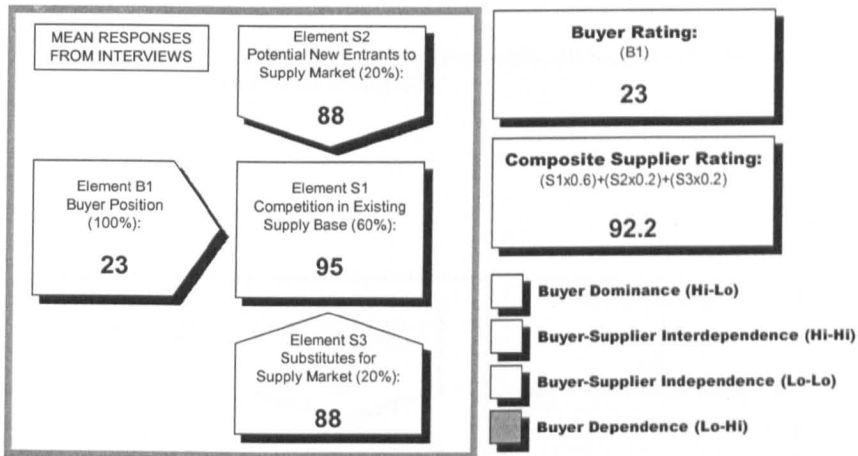 MEAN RESPONSES
FROM INTERVIEWS
Element S2
Potential New Entrants to
Supply Market (20%):
88
Element B1
Buyer Position
(100%):
23
Element S1
Competition in Existing
Supply Base (60%):
95
Element S3
Substitutes for
Supply Market (20%):
88
Buyer Rating:
(B1)
23
Composite Supplier Rating:
(S1x0.6)+(S2x0.2)+(S3x0.2)
92.2
Buyer Dominance (Hi-Lo)
Buyer-Supplier Interdependence (Hi-Hi)
Buyer-Supplier Independence (Lo-Lo)
Buyer Dependence (Lo-Hi)